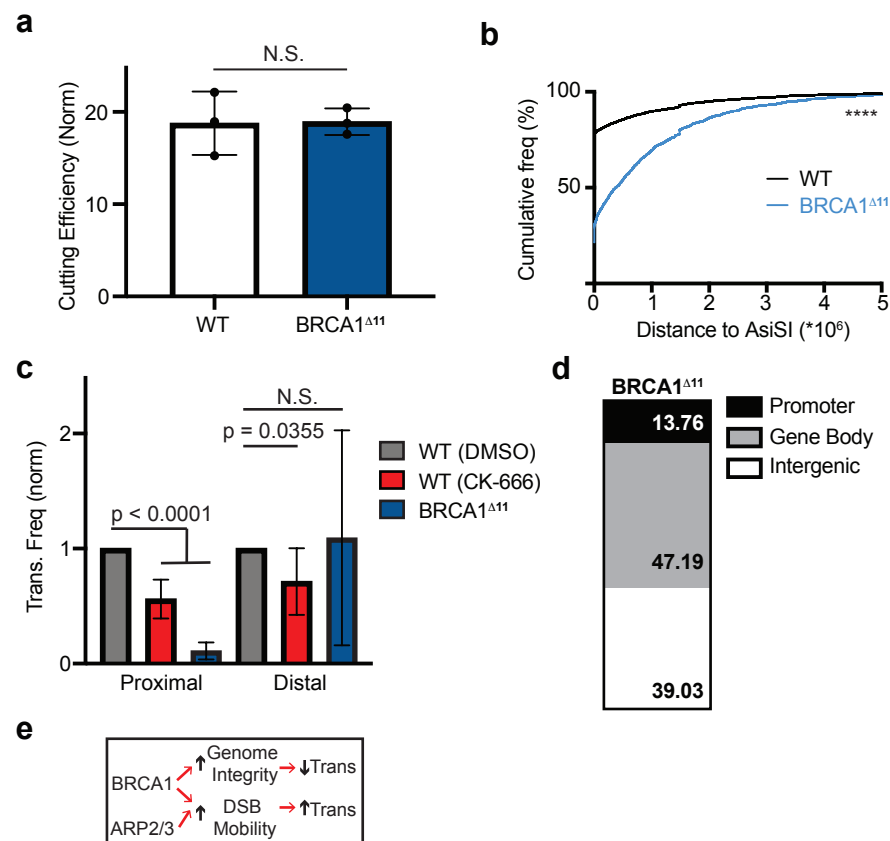 a
N.S.
Cutting Efficiency (Norm)
20
10
0
WT
BRCA1Δ11
b
Cumulative freq (%)
100
50
****
WT
BRCA1Δ11
0 1 2 3 4 5
Distance to AsiSI (*10⁶)
c
N.S.
p = 0.0355
p < 0.0001
Trans. Freq (norm)
2
1
0
Proximal
Distal
WT (DMSO)
WT (CK-666)
BRCA1Δ11
d
BRCA1Δ11
13.76
47.19
39.03
Promoter
Gene Body
Intergenic
e
BRCA1
ARP2/3
↑ Genome
Integrity → ↓Trans
↑ DSB
Mobility → ↑Trans